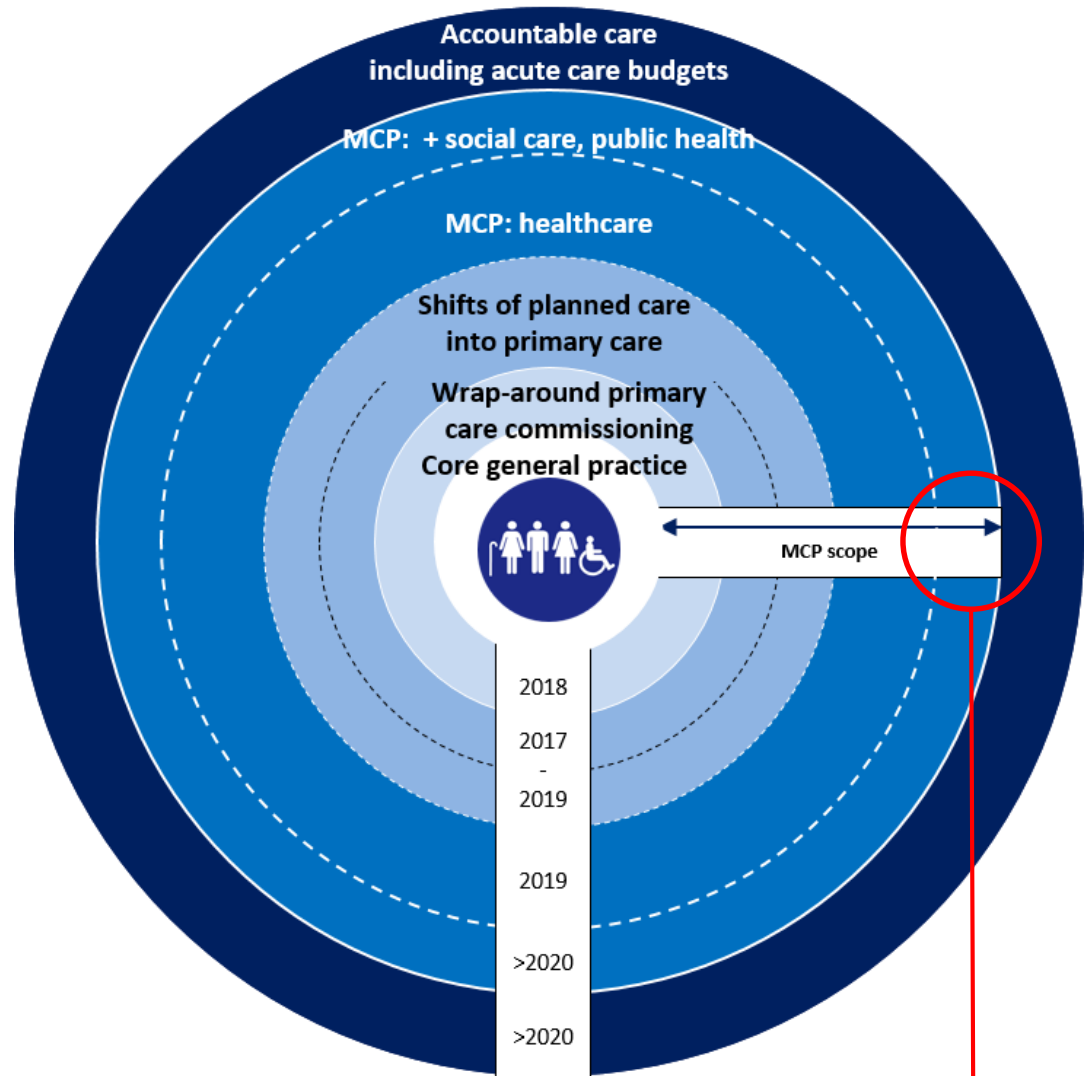 Accountable care
including acute care budgets
MCP:  + social care, public health
MCP: healthcare
Shifts of planned care
into primary care
Wrap-around primary
care commissioning
Core general practice
MCP scope
2018
2017
-
2019
2019
>2020
>2020